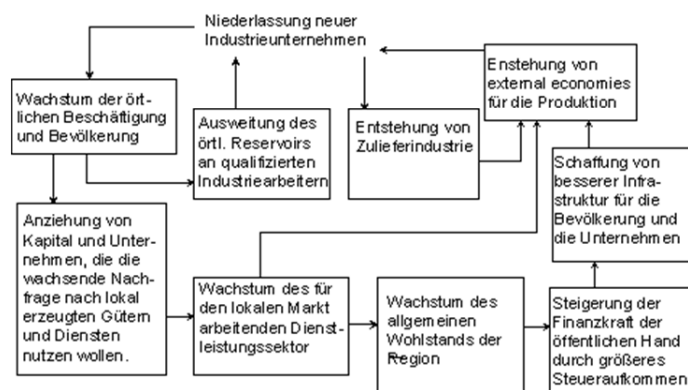 Niederlassung neuer
Industrieunternehmen
Wachstum der ört-
lichen Beschäftigung
und Bevölkerung
Ausweitung des
örtl. Reservoirs
an qualifizierten
Industriearbeitern
Entstehung von
Zulieferindustrie
Enstehung von
external economies
für die Produktion
Schaffung von
besserer Infra-
struktur für die
Bevölkerung und
die Unternehmen
Anziehung von
Kapital und Unter-
nehmen, die die
wachsende Nach-
frage nach lokal
erzeugten Gütern
und Diensten
nutzen wollen.
Wachstum des für
den lokalen Markt
arbeitenden Dienst-
leistungssektor
Wachstum des
allgemeinen
Wohlstands der
Region
Steigerung der
Finanzkraft der
öffentlichen Hand
durch größeres
Steueraufkommen